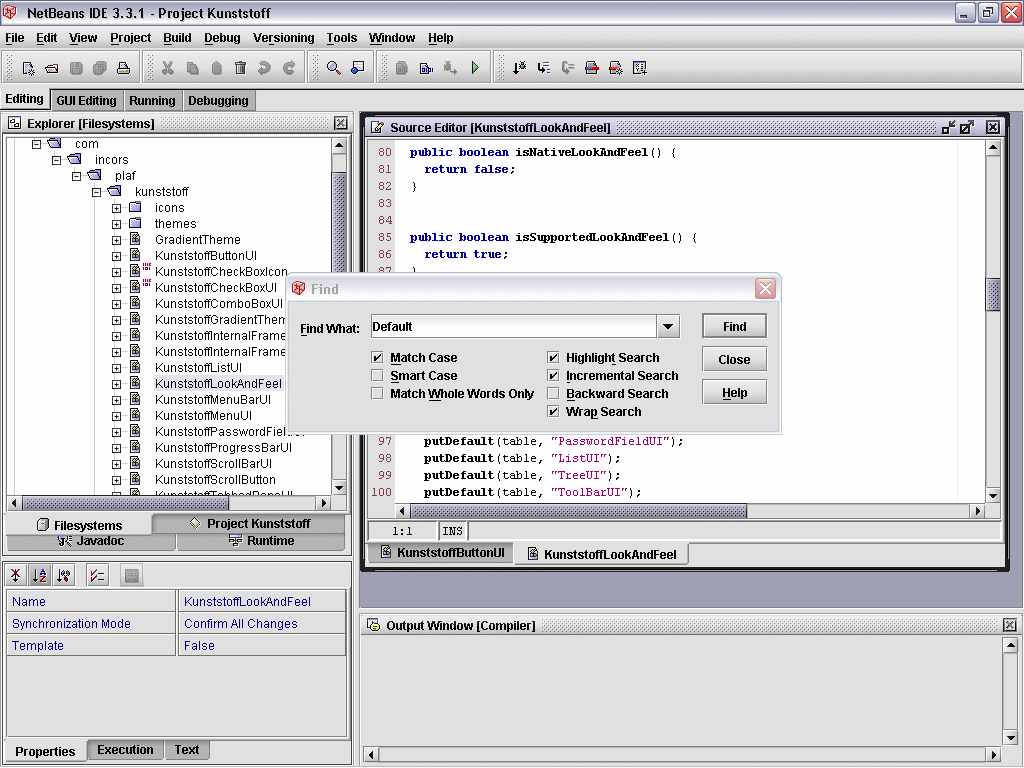 NetBeans IDE 3.3.1 - Project Kunststoff
File Edit View Project Build Debug Versioning Tools Window Help
Editing GUI Editing Running Debugging
Explorer [Filesystems]
com
incors
plaf
kunststoff
icons
themes
GradientTheme
KunststoffButtonUI
KunststoffCheckBoxIcon
KunststoffCheckBoxUI
KunststoffComboBoxUI
KunststoffGradientThem
KunststoffInternalFrame
KunststoffInternalFrame
KunststoffListUI
KunststoffLookAndFeel
KunststoffMenuBarUI
KunststoffMenuUI
KunststoffPasswordFieldUI
KunststoffProgressBarUI
KunststoffScrollBarUI
KunststoffScrollButton
KunststoffTabbedPaneUI
Filesystems Project Kunststoff
Javadoc Runtime
Name KunststoffLookAndFeel
Synchronization Mode Confirm All Changes
Template False
Properties Execution Text
Source Editor [KunststoffLookAndFeel]
80 public boolean isNativeLookAndFeel() {
81 return false;
82 }
83
84
85 public boolean isSupportedLookAndFeel() {
86 return true;
87 }
Find
Find What: Default
Match Case
Smart Case
Match Whole Words Only
Highlight Search
Incremental Search
Backward Search
Wrap Search
Find
Close
Help
97 putDefault(table, "PasswordFieldUI");
98 putDefault(table, "ListUI");
99 putDefault(table, "TreeUI");
100 putDefault(table, "ToolBarUI");
1:1 INS
KunststoffButtonUI KunststoffLookAndFeel
Output Window [Compiler]